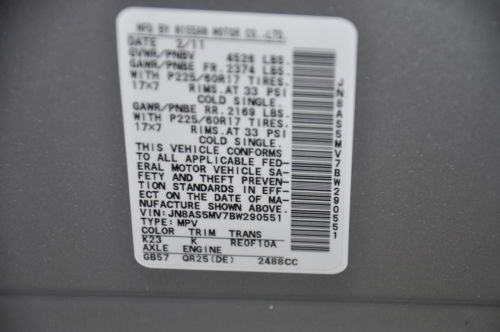 MFG BY NISSAN MOTOR CO.,LTD.
DATE 2/11
GVWR/PNBV 4526 LBS.
GAWR/PNBE FR. 2374 LBS.
WITH P225/60R17 TIRES,
17X7 RIMS.AT 33 PSI
COLD SINGLE.
GAWR/PNBE RR. 2169 LBS.
WITH P225/60R17 TIRES,
17X7 RIMS.AT 33 PSI
COLD SINGLE.
THIS VEHICLE CONFORMS
TO ALL APPLICABLE FED-
ERAL MOTOR VEHICLE SA-
FETY AND THEFT PREVEN-
TION STANDARDS IN EFF-
ECT ON THE DATE OF MA-
NUFACTURE SHOWN ABOVE.
VIN:JN8AS5MV7BW290551
TYPE:MPV
COLOR TRIM TRANS
K23 K RE0F10A
AXLE ENGINE
GB57 QR25(DE) 2488CC
JN8AS5MV7BW290551